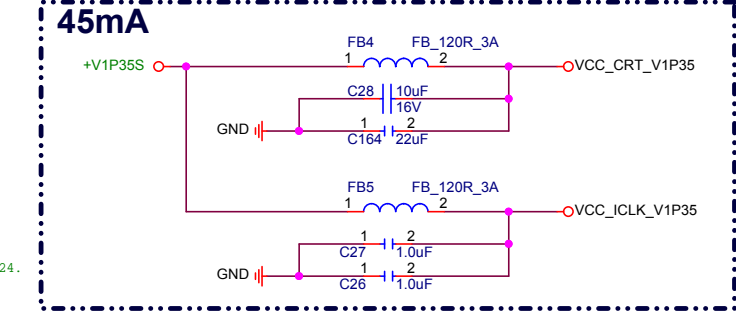 45mA
FB4 FB_120R_3A
+V1P35S 1 2 VCC_CRT_V1P35
C28 10uF
16V
GND 1 2
C164 22uF
FB5 FB_120R_3A
1 2 VCC_ICLK_V1P35
1 2
C27 1.0uF
24.
GND 1 2
C26 1.0uF